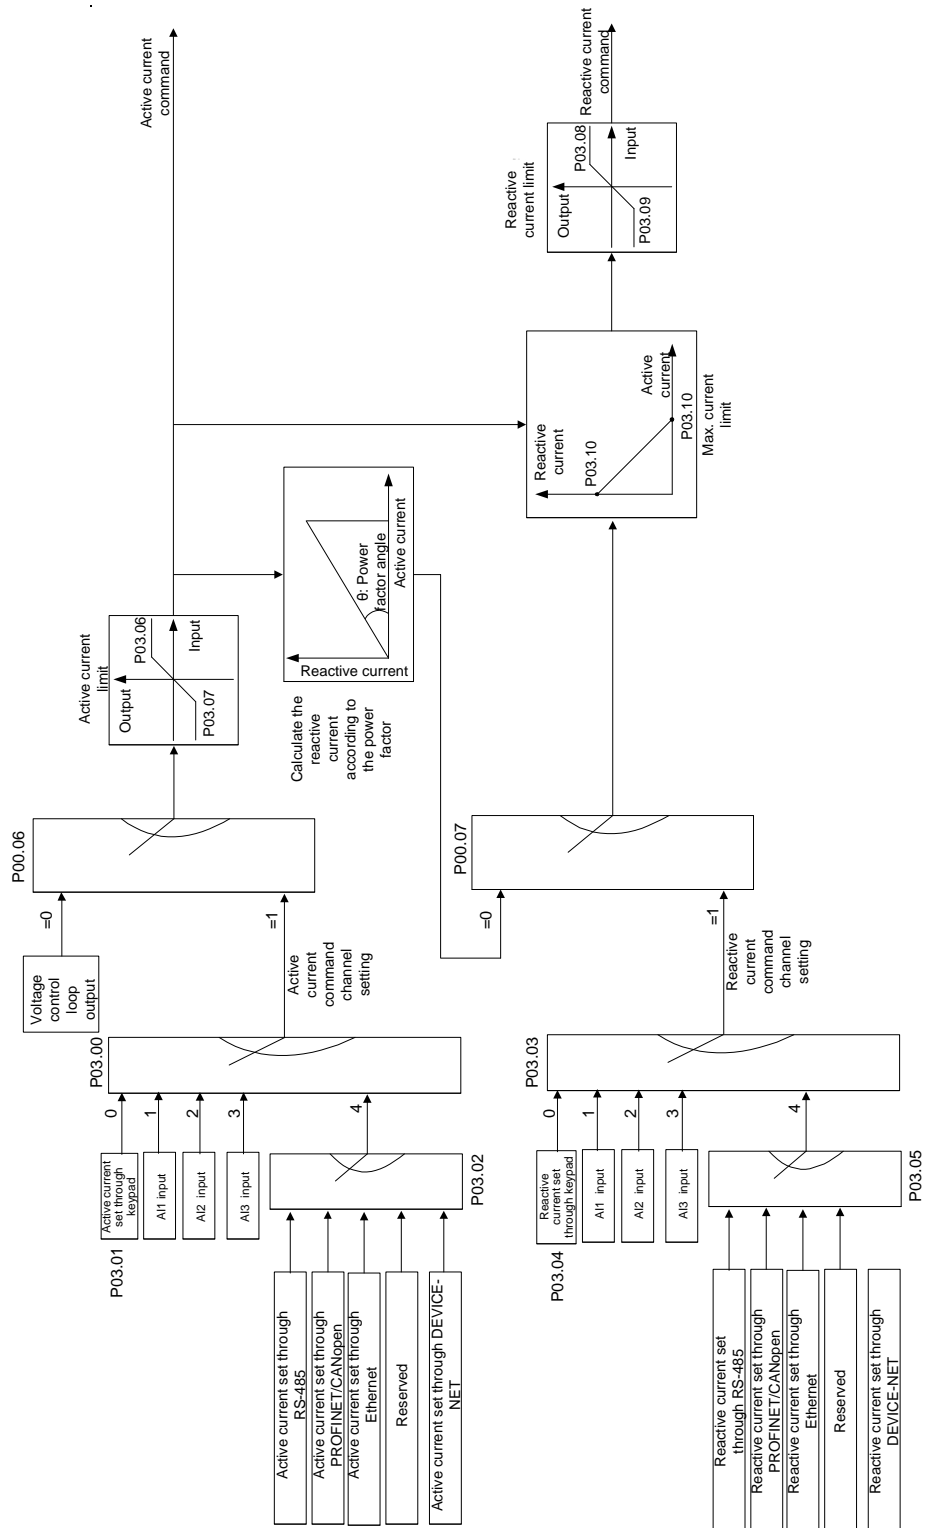 Active current
command
Reactive current
command
Reactive
current limit
Output
P03.08
Input
P03.09
Reactive
current
P03.10
Active
current
P03.10
Max. current
limit
Active current
limit
Output
P03.06
Input
P03.07
Reactive current
θ: Power
factor angle
Active current
Calculate the
reactive
current
according to
the power
factor
P00.06
=0
=1
Voltage
control
loop
output
Active
current
command
channel
setting
P00.07
=0
=1
Reactive
current
command
channel
setting
P03.00
0
1
2
3
4
P03.01
Active current
set through
keypad
AI1 input
AI2 input
AI3 input
P03.02
Active current set through
RS-485
Active current set through
PROFINET/CANopen
Active current set through
Ethernet
Reserved
Active current set through DEVICE-
NET
P03.03
0
1
2
3
4
P03.04
Reactive
current set
through keypad
AI1 input
AI2 input
AI3 input
P03.05
Reactive current set
through RS-485
Reactive current set through
PROFINET/CANopen
Reactive current set through
Ethernet
Reserved
Reactive current set through
DEVICE-NET